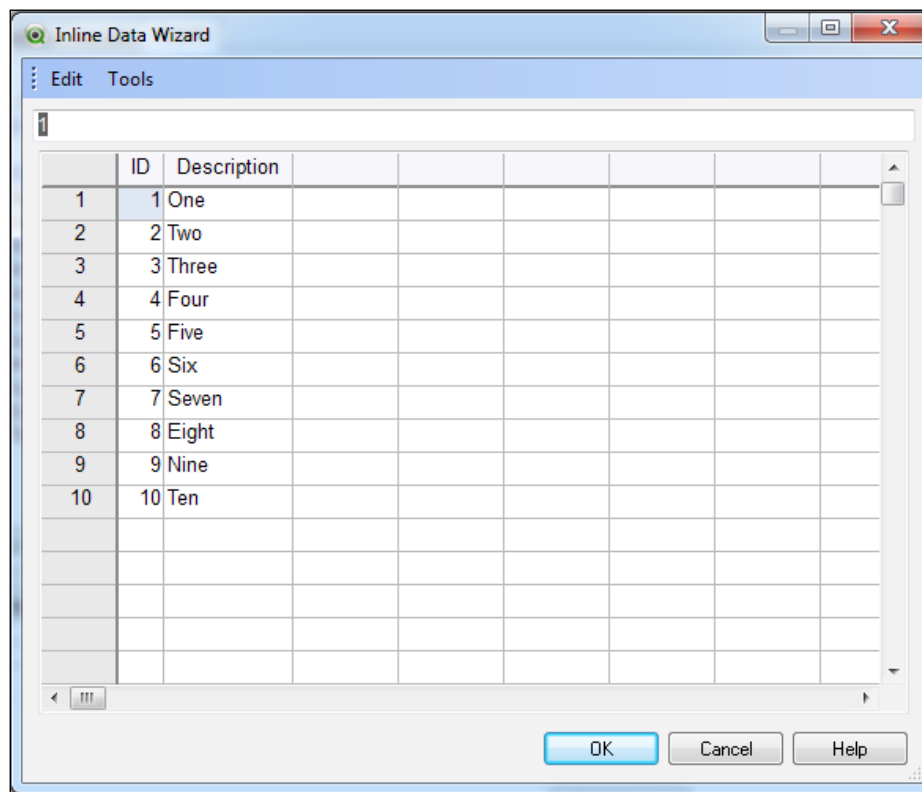 Inline Data Wizard
Edit Tools
1
ID Description
1 1 One
2 2 Two
3 3 Three
4 4 Four
5 5 Five
6 6 Six
7 7 Seven
8 8 Eight
9 9 Nine
10 10 Ten
OK Cancel Help